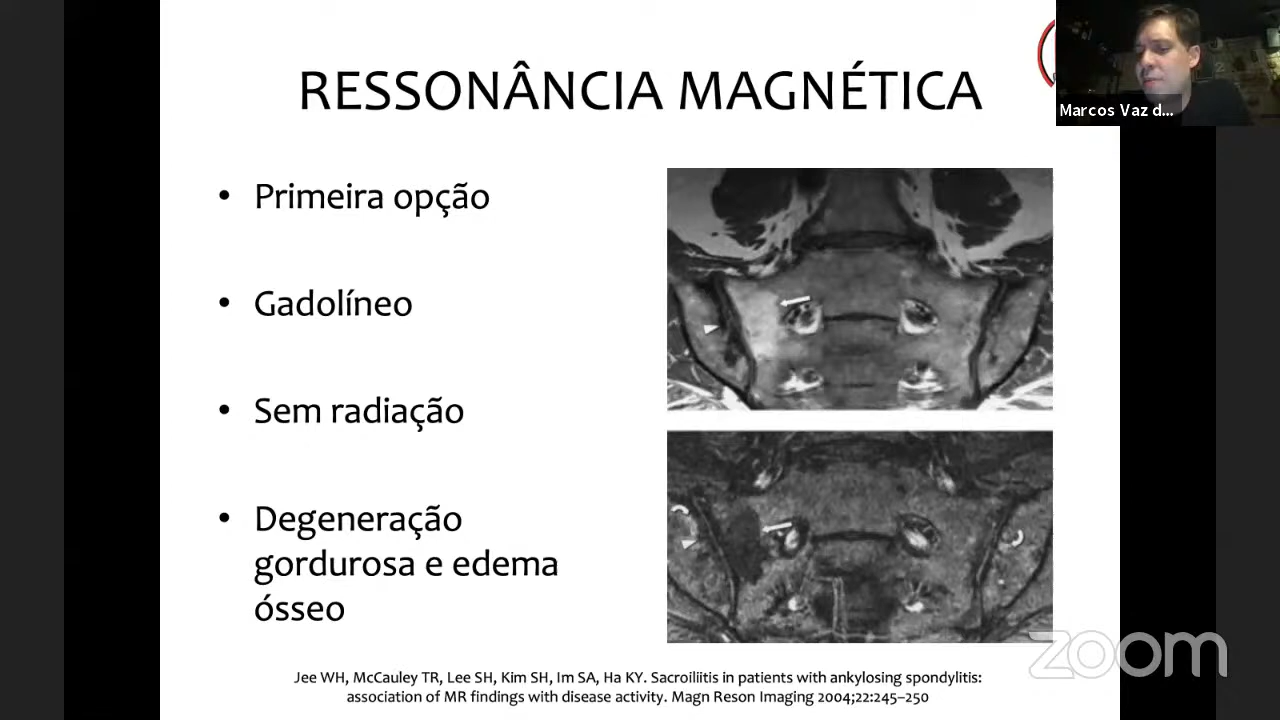 RESSONÂNCIA MAGNÉTICA
Marcos Vaz d...
• Primeira opção
• Gadolíneo
• Sem radiação
• Degeneração
gordurosa e edema
ósseo
zoom
Jee WH, McCauley TR, Lee SH, Kim SH, Im SA, Ha KY. Sacroiliitis in patients with ankylosing spondylitis:
association of MR findings with disease activity. Magn Reson Imaging 2004;22:245–250